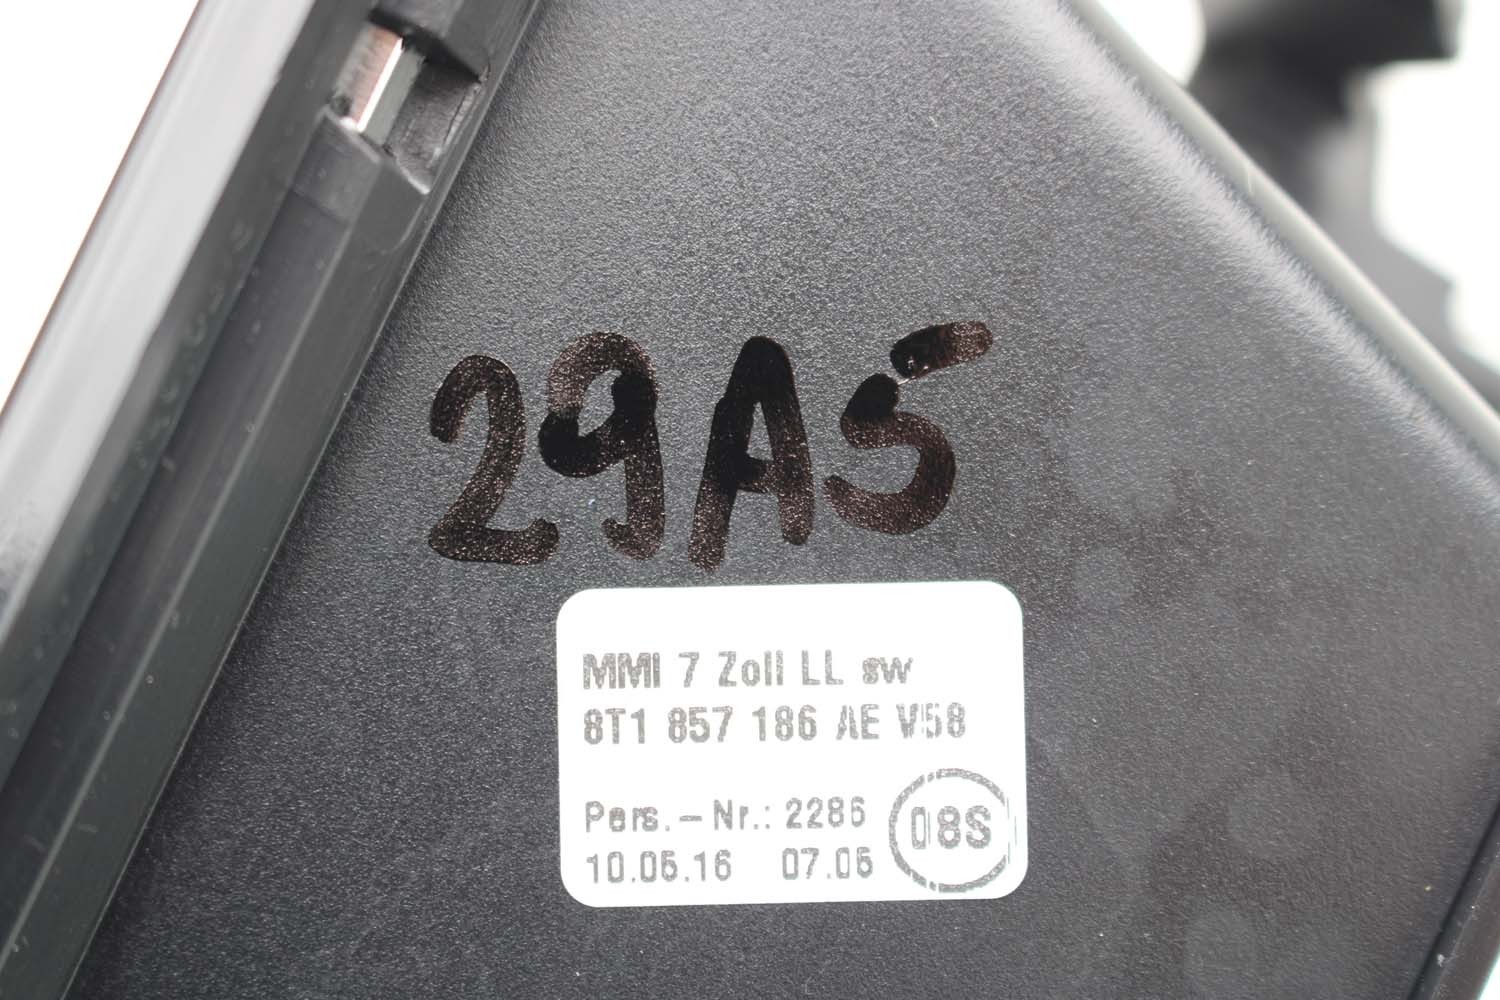 29A5
MMI 7 Zoll LL sw
8T1 857 186 AE V58
Pers.-Nr.: 2286
10.05.16 07.06
08S